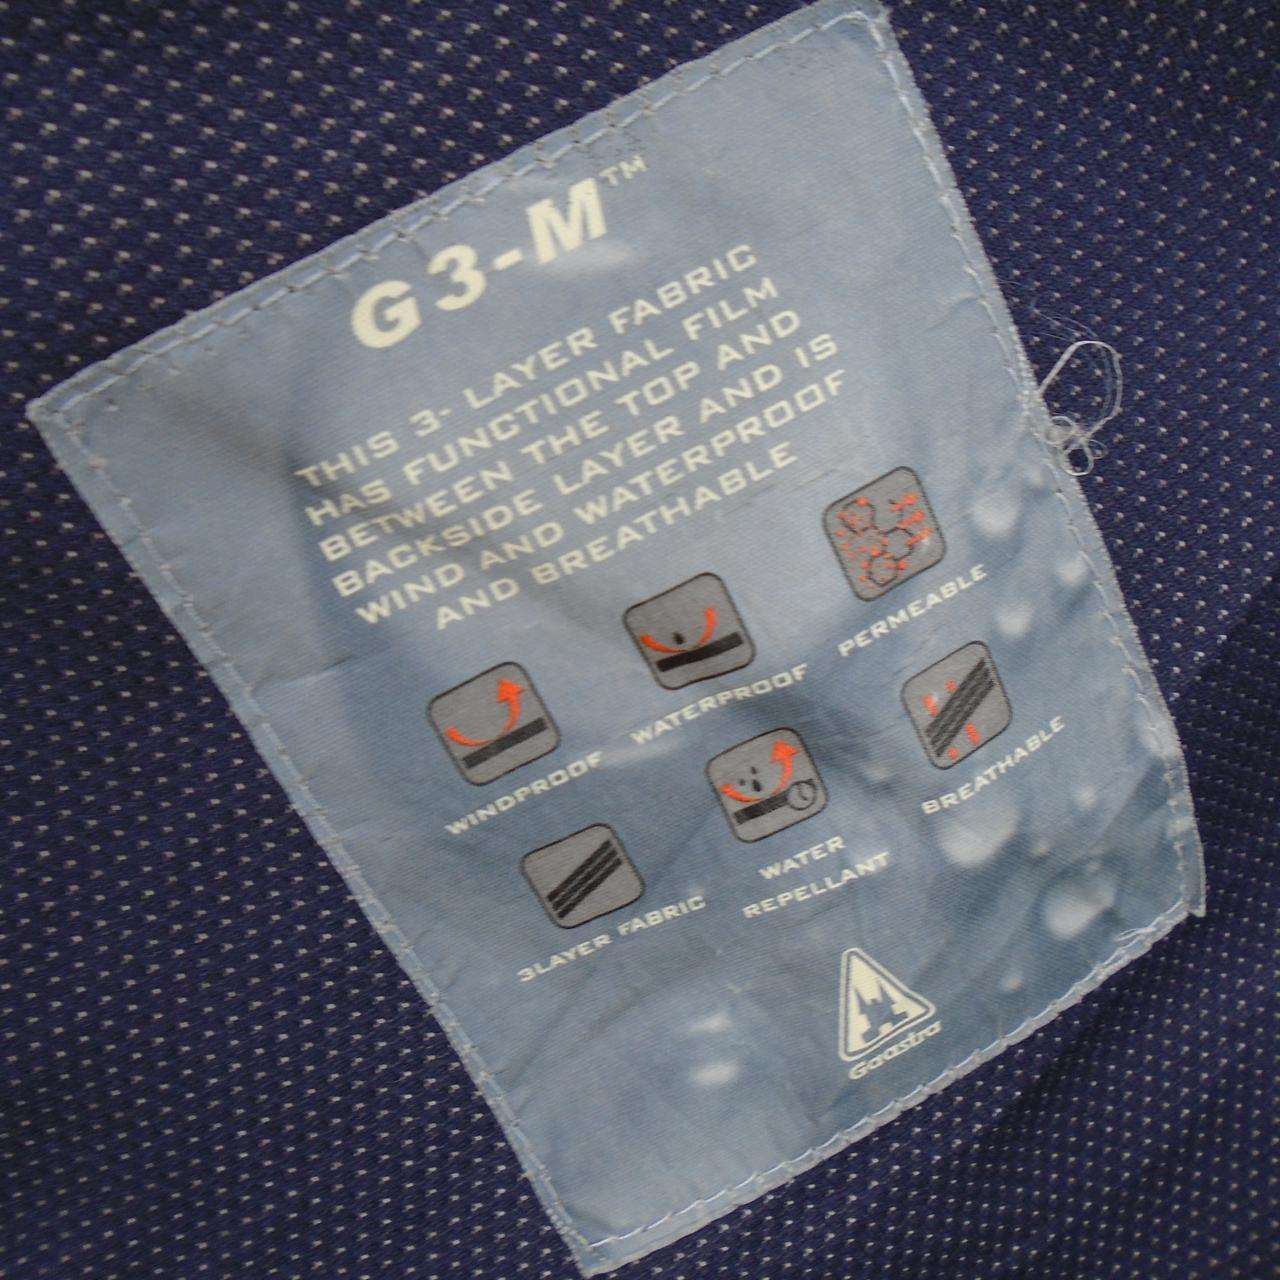 G3-M™
THIS 3- LAYER FABRIC
HAS FUNCTIONAL FILM
BETWEEN THE TOP AND
BACKSIDE LAYER AND IS
WIND AND WATERPROOF
AND BREATHABLE
WINDPROOF
WATERPROOF
PERMEABLE
3LAYER FABRIC
WATER
REPELLANT
BREATHABLE
Gaastra